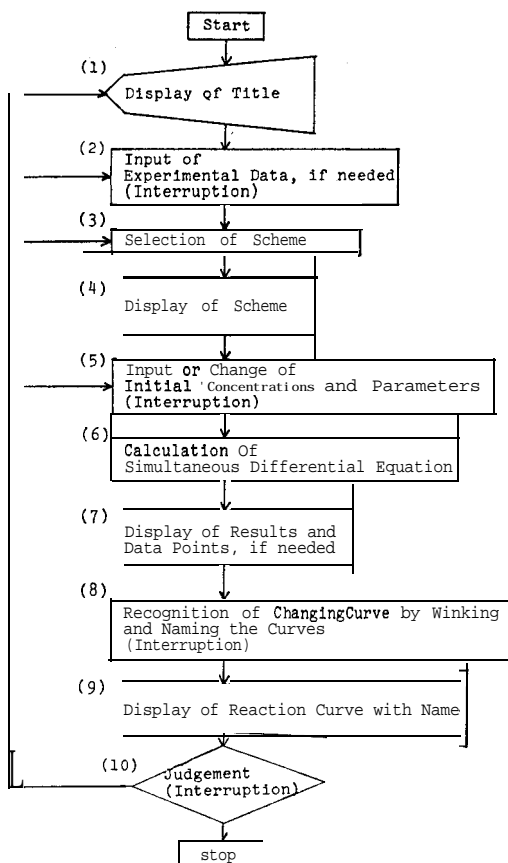 Start
(1)
Display of Title
(2)
Input of
Experimental Data, if needed
(Interruption)
(3)
Selection of Scheme
(4)
Display of Scheme
(5)
Input or Change of
Initial 'Concentrations and Parameters
(Interruption)
(6)
Calculation Of
Simultaneous Differential Equation
(7)
Display of Results and
Data Points, if needed
(8)
Recognition of ChangingCurve by Winking
and Naming the Curves
(Interruption)
(9)
Display of Reaction Curve with Name
(10)
Judgement
(Interruption)
stop